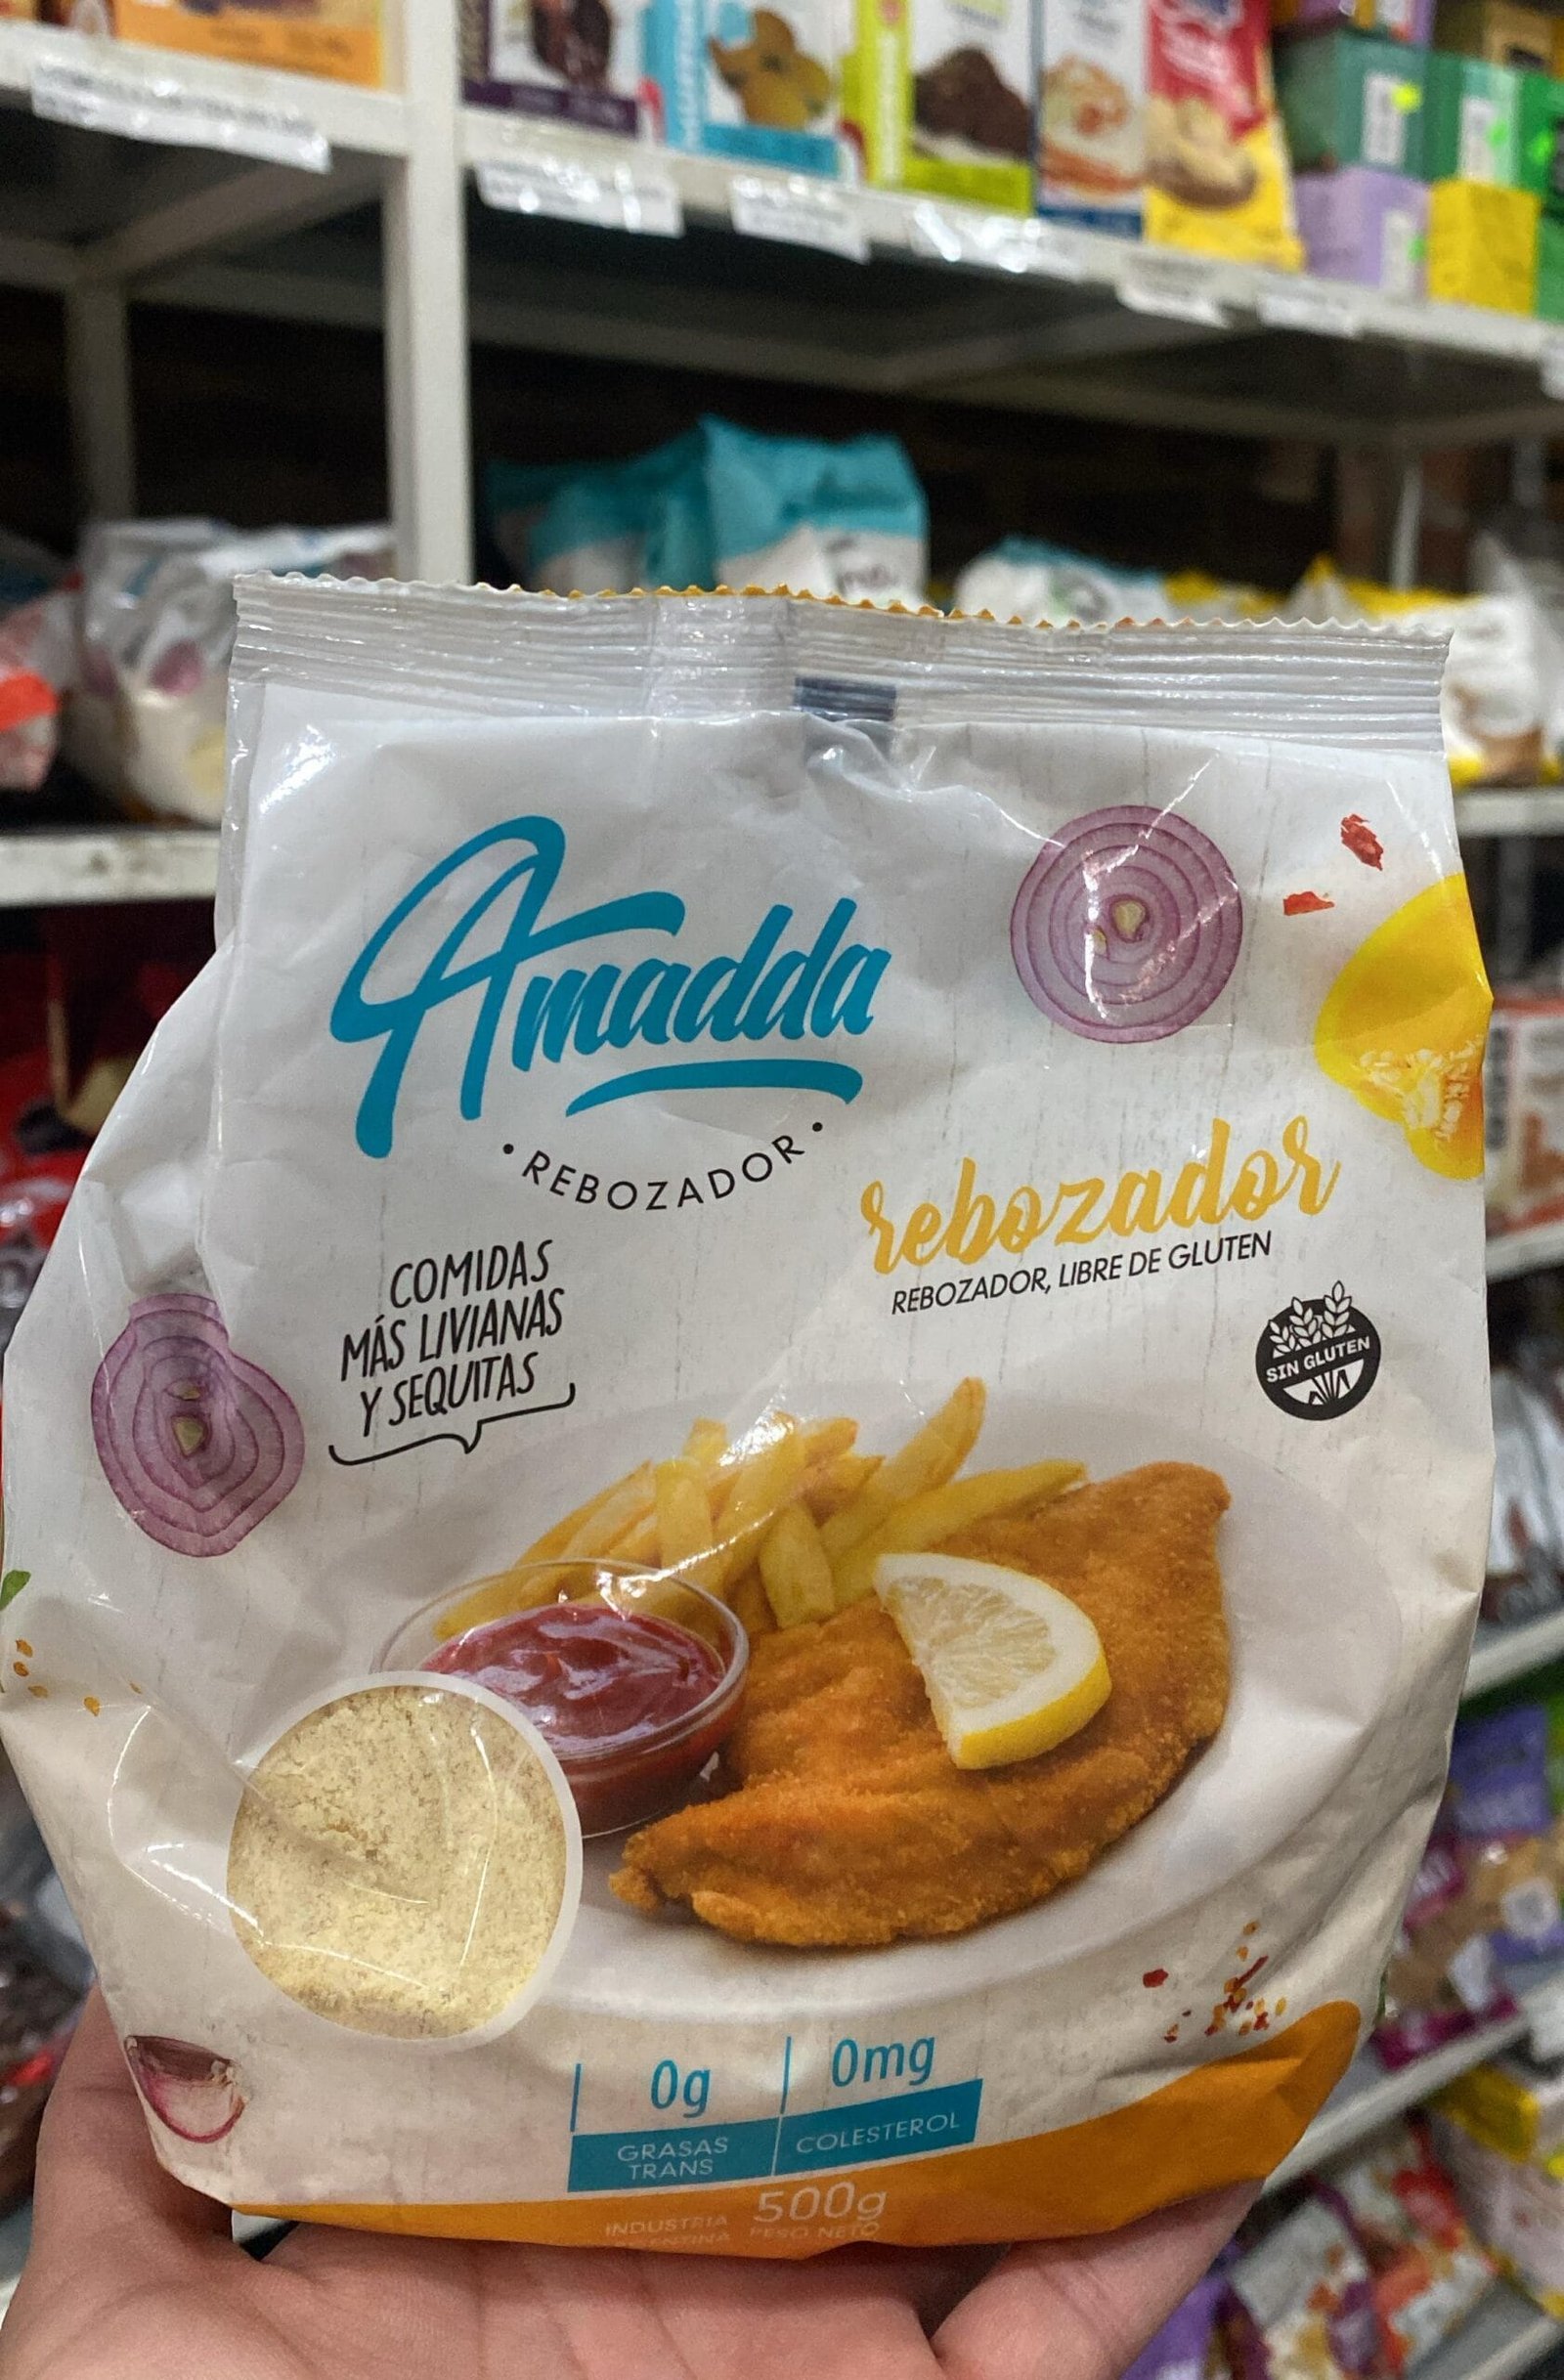 Amadda
• REBOZADOR •
rebozador
REBOZADOR, LIBRE DE GLUTEN
COMIDAS
MÁS LIVIANAS
Y SEQUITAS
SIN GLUTEN
0g
GRASAS
TRANS
0mg
COLESTEROL
500g
PESO NETO
INDUSTRIA